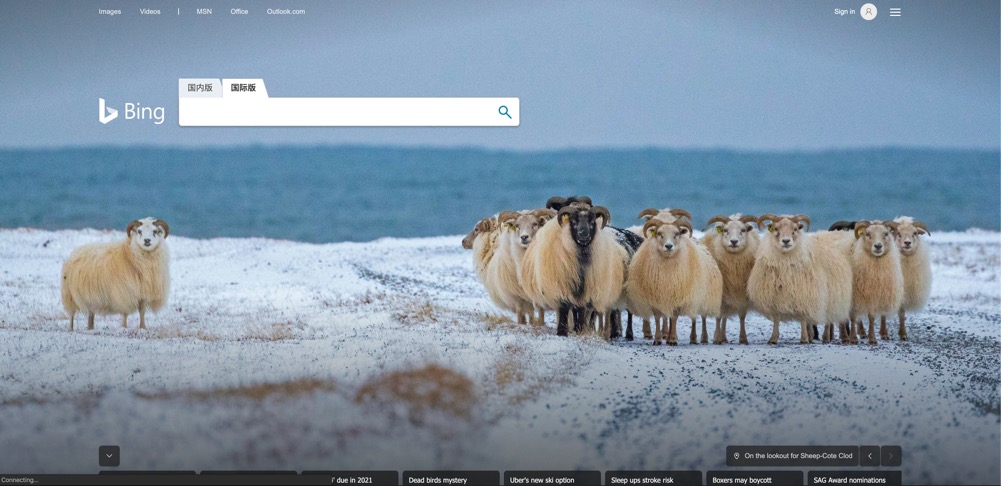 Images Videos | MSN Office Outlook.com Sign in
国内版 国际版
Bing
On the lookout for Sheep-Cote Clod
Connecting...
due in 2021 Dead birds mystery Uber's new ski option Sleep ups stroke risk Boxers may boycott SAG Award nominations